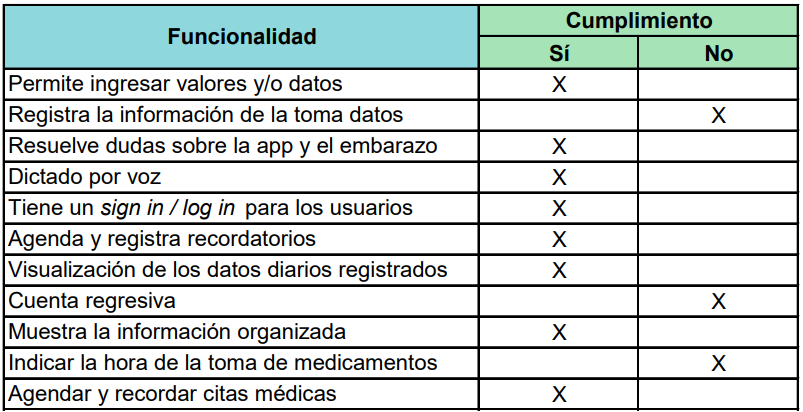 Funcionalidad Cumplimiento
Sí No
Permite ingresar valores y/o datos X
Registra la información de la toma datos X
Resuelve dudas sobre la app y el embarazo X
Dictado por voz X
Tiene un sign in / log in para los usuarios X
Agenda y registra recordatorios X
Visualización de los datos diarios registrados X
Cuenta regresiva X
Muestra la información organizada X
Indicar la hora de la toma de medicamentos X
Agendar y recordar citas médicas X